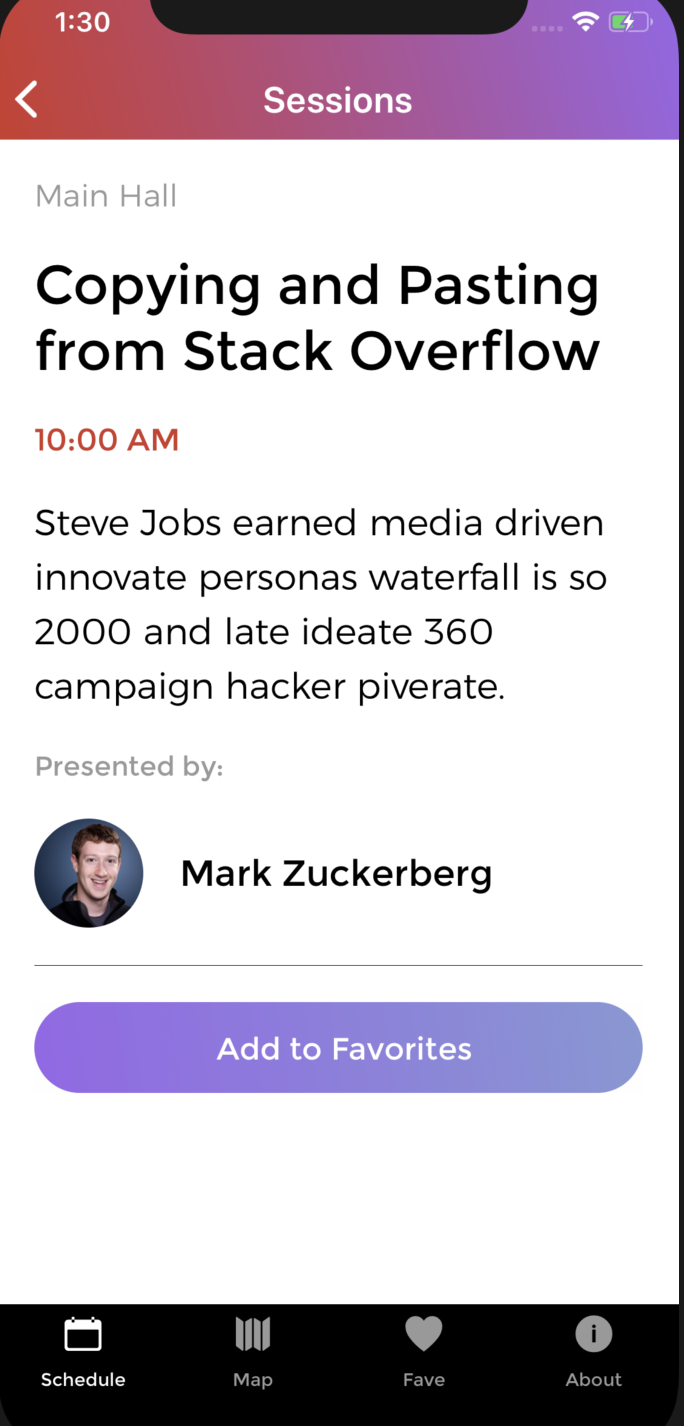 1:30
Sessions
Main Hall
Copying and Pasting
from Stack Overflow
10:00 AM
Steve Jobs earned media driven
innovate personas waterfall is so
2000 and late ideate 360
campaign hacker piverate.
Presented by:
Mark Zuckerberg
Add to Favorites
Schedule Map Fave About